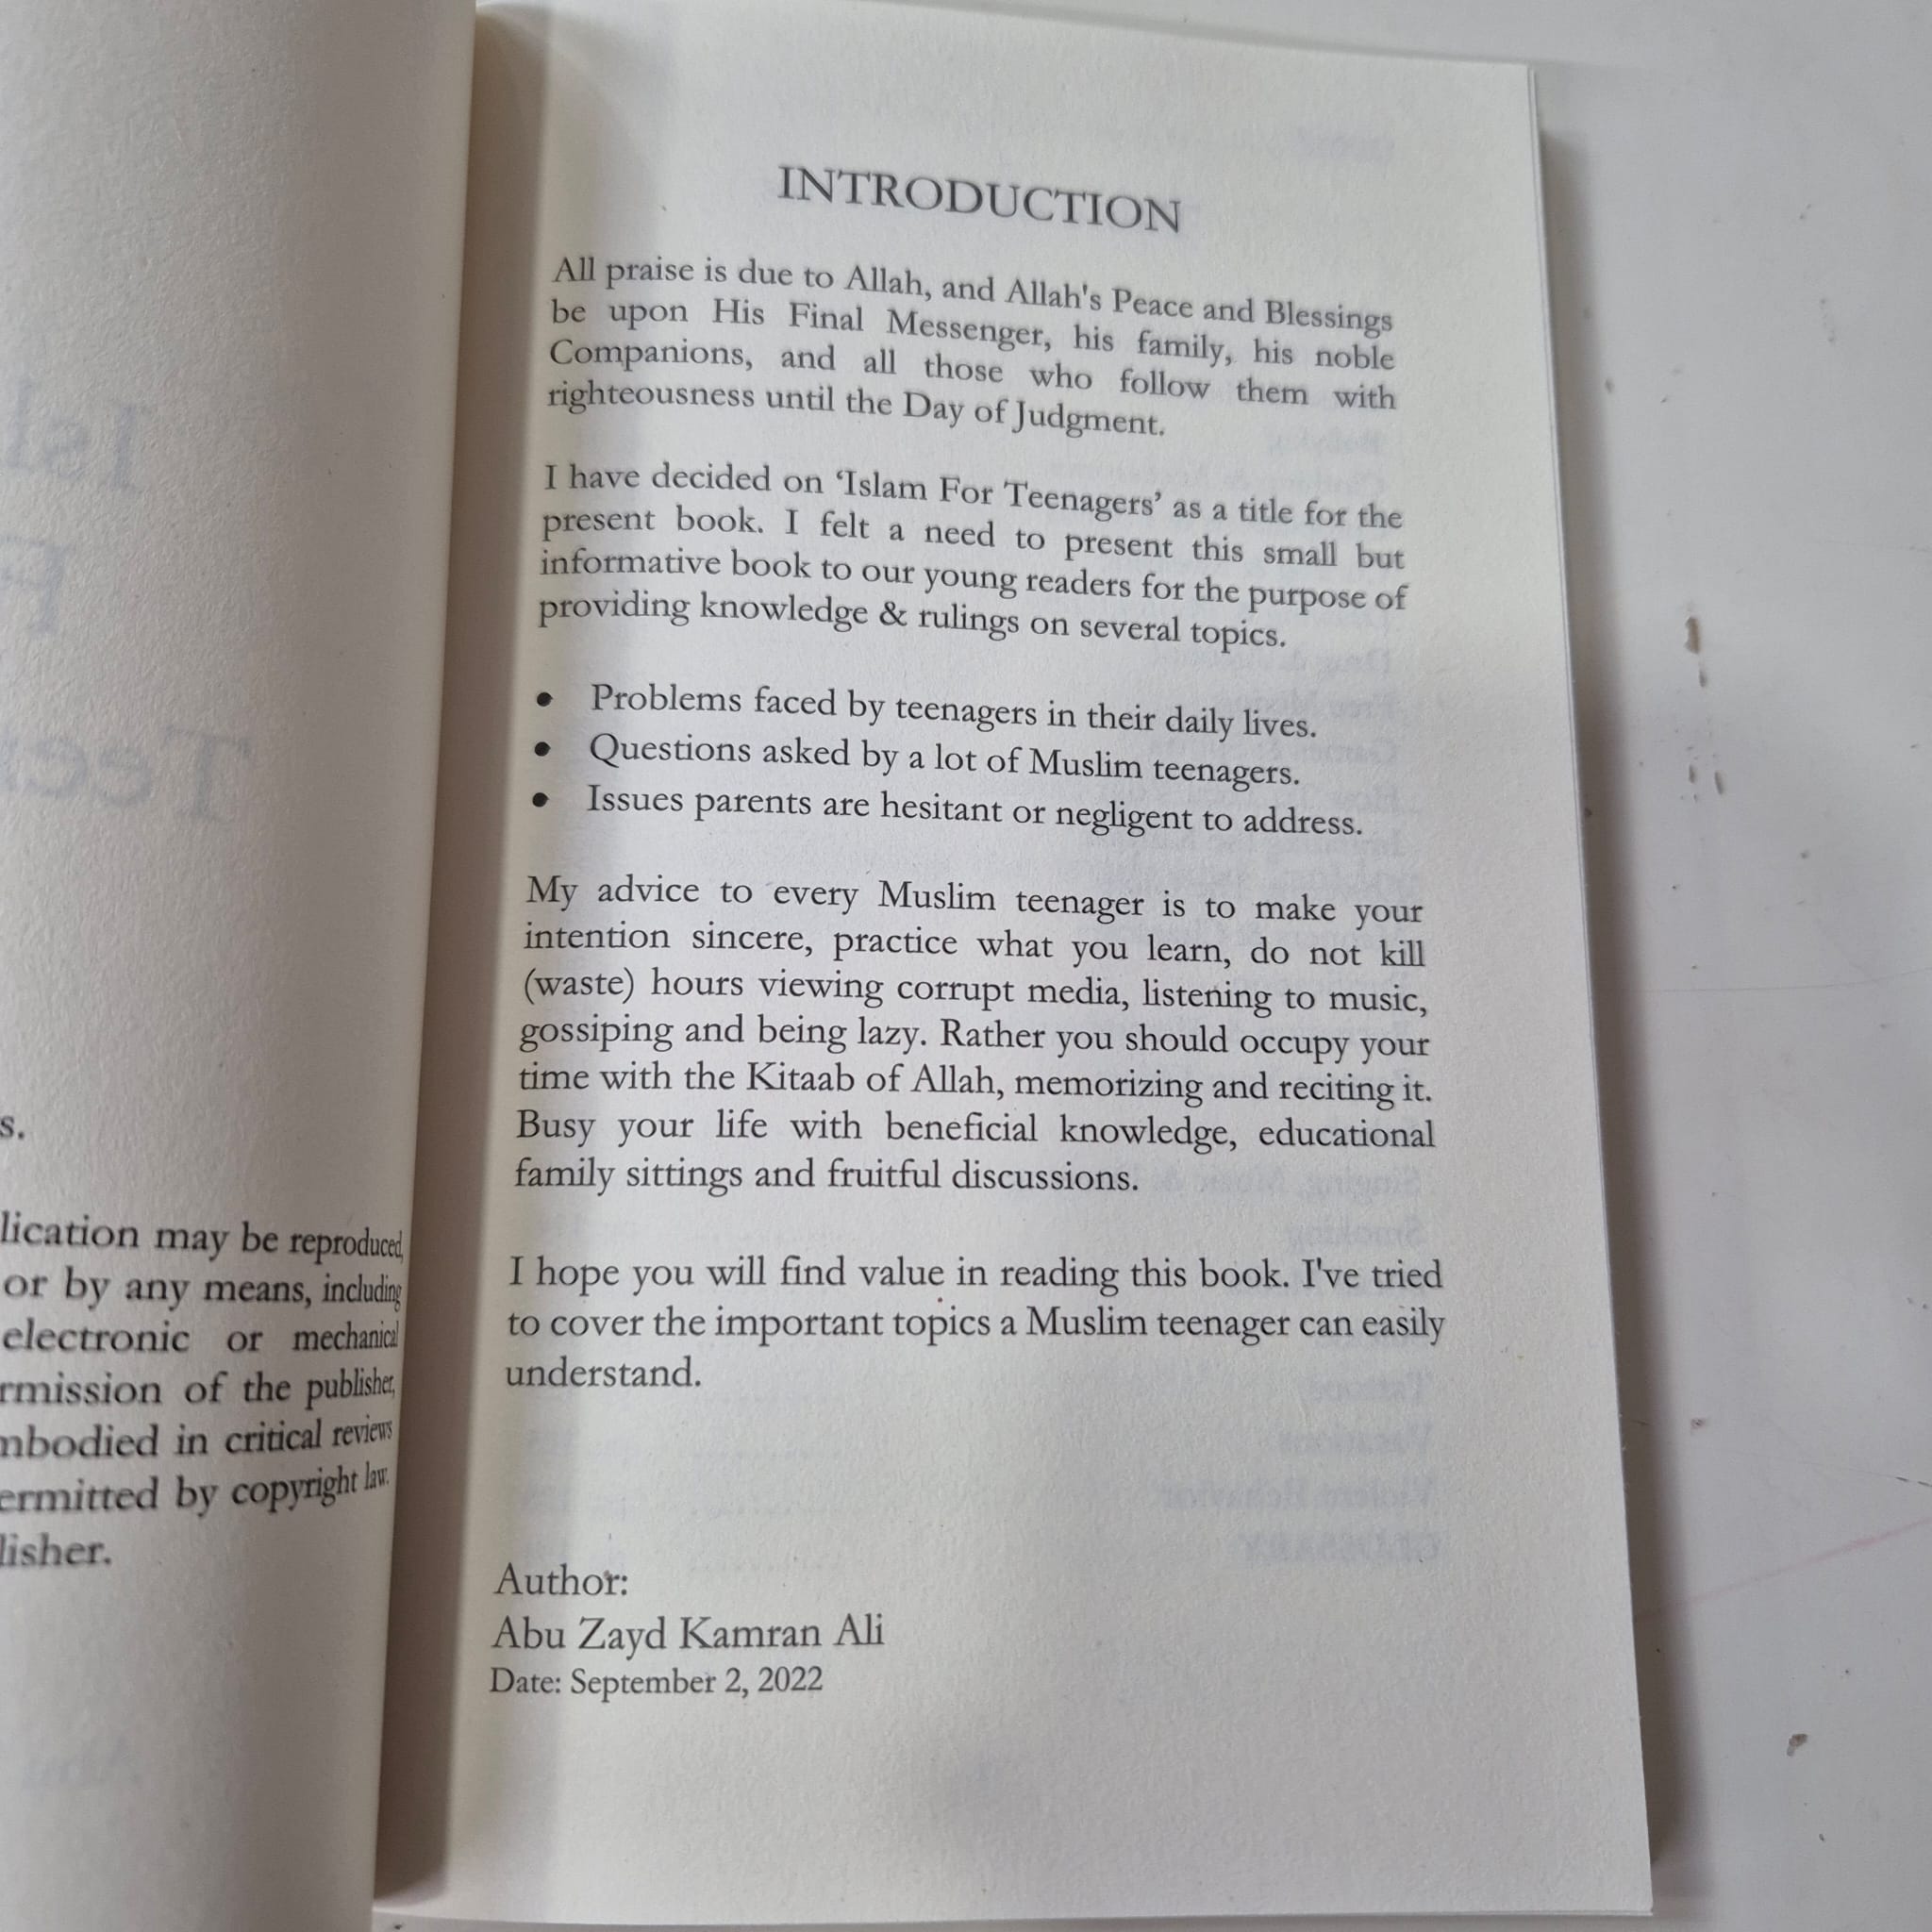 s.
lication may be reproduced,
or by any means, including
electronic or mechanical
rmission of the publisher,
mbodied in critical reviews
ermitted by copyright law.
lisher.
INTRODUCTION
All praise is due to Allah, and Allah's Peace and Blessings
be upon His Final Messenger, his family, his noble
Companions, and all those who follow them with
righteousness until the Day of Judgment.
I have decided on ‘Islam For Teenagers’ as a title for the
present book. I felt a need to present this small but
informative book to our young readers for the purpose of
providing knowledge & rulings on several topics.
• Problems faced by teenagers in their daily lives.
• Questions asked by a lot of Muslim teenagers.
• Issues parents are hesitant or negligent to address.
My advice to every Muslim teenager is to make your
intention sincere, practice what you learn, do not kill
(waste) hours viewing corrupt media, listening to music,
gossiping and being lazy. Rather you should occupy your
time with the Kitaab of Allah, memorizing and reciting it.
Busy your life with beneficial knowledge, educational
family sittings and fruitful discussions.
I hope you will find value in reading this book. I've tried
to cover the important topics a Muslim teenager can easily
understand.
Author:
Abu Zayd Kamran Ali
Date: September 2, 2022